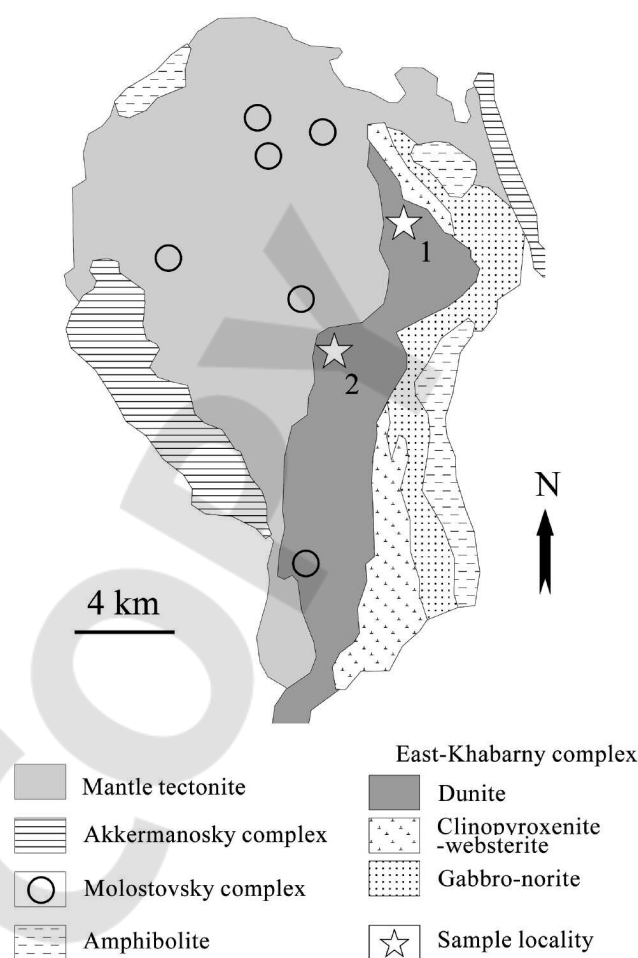 1
2
N
4 km
East-Khabarny complex
Mantle tectonite
Dunite
Akkermanosky complex
Clinopyroxenite
-websterite
Molostovsky complex
Gabbro-norite
Amphibolite
Sample locality
COPY